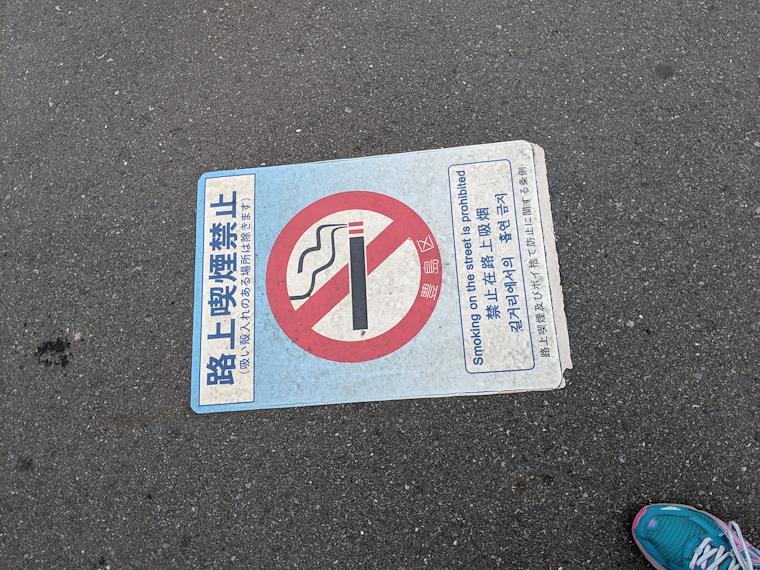 路上喫煙禁止
(吸い殻入れのある場所は除きます)
豊島区
Smoking on the street is prohibited
禁止在路上吸烟
길거리에서의 흡연 금지
路上喫煙及びポイ捨て防止に関する条例